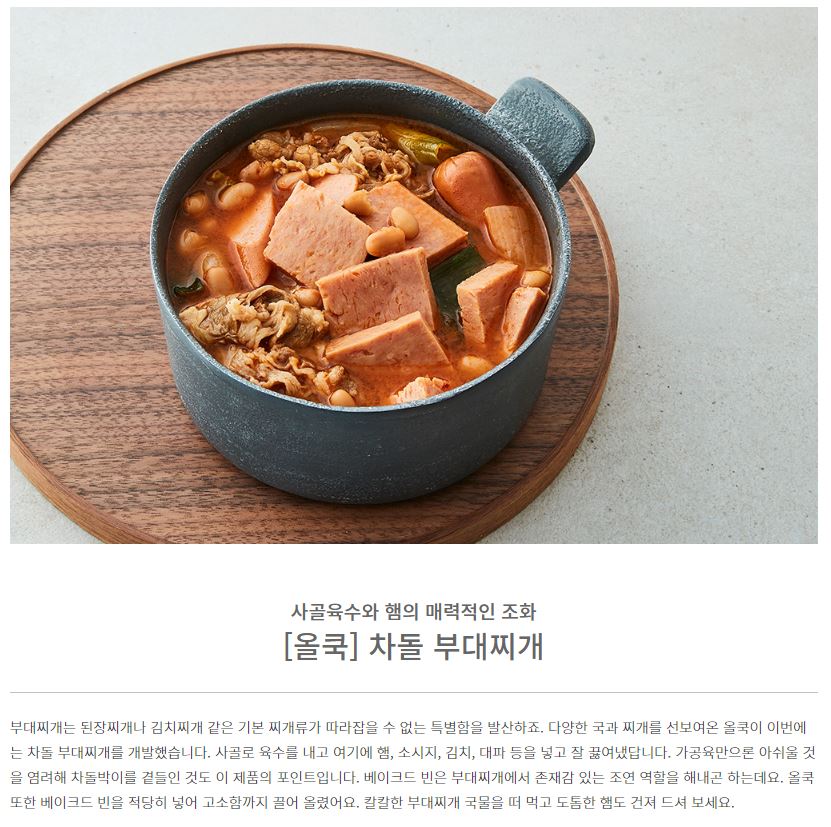 사골육수와 햄의 매력적인 조화
[올쿡] 차돌 부대찌개
부대찌개는 된장찌개나 김치찌개 같은 기본 찌개류가 따라잡을 수 없는 특별함을 발산하죠. 다양한 국과 찌개를 선보여온 올쿡이 이번에
는 차돌 부대찌개를 개발했습니다. 사골로 육수를 내고 여기에 햄, 소시지, 김치, 대파 등을 넣고 잘 끓여냈답니다. 가공육만으론 아쉬울 것
을 염려해 차돌박이를 곁들인 것도 이 제품의 포인트입니다. 베이크드 빈은 부대찌개에서 존재감 있는 조연 역할을 해내곤 하는데요. 올쿡
또한 베이크드 빈을 적당히 넣어 고소함까지 끌어 올렸어요. 칼칼한 부대찌개 국물을 떠 먹고 도톰한 햄도 건져 드셔 보세요.